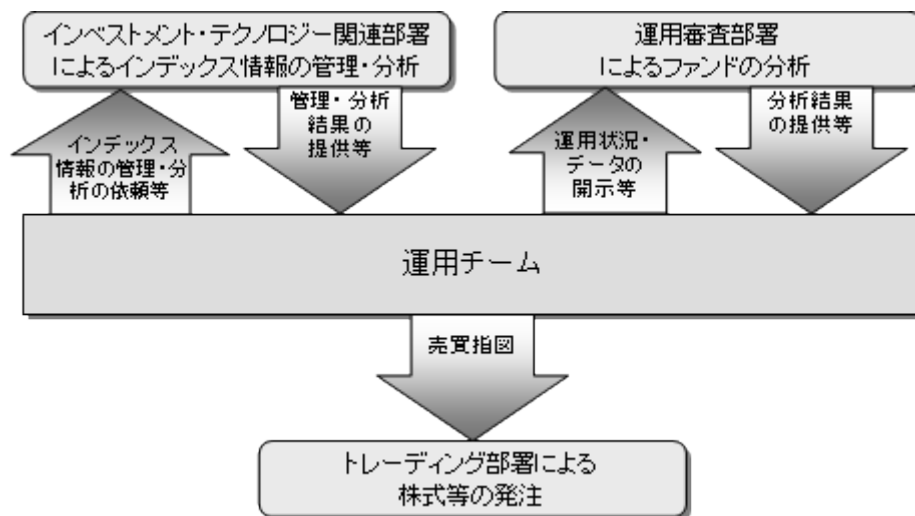 インベストメント・テクノロジー関連部署
によるインデックス情報の管理・分析
運用審査部署
によるファンドの分析
インデックス
情報の管理・分
析の依頼等
管理・分析
結果の
提供等
運用状況・
データの
開示等
分析結果
の提供等
運用チーム
売買指図
トレーディング部署による
株式等の発注